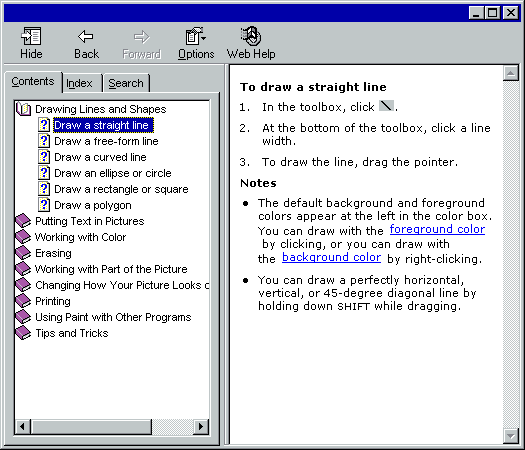 Hide Back Forward Options Web Help
Contents Index Search
Drawing Lines and Shapes
Draw a straight line
Draw a free-form line
Draw a curved line
Draw an ellipse or circle
Draw a rectangle or square
Draw a polygon
Putting Text in Pictures
Working with Color
Erasing
Working with Part of the Picture
Changing How Your Picture Looks o
Printing
Using Paint with Other Programs
Tips and Tricks
To draw a straight line
1. In the toolbox, click .
2. At the bottom of the toolbox, click a line
width.
3. To draw the line, drag the pointer.
Notes
• The default background and foreground
colors appear at the left in the color box.
You can draw with the foreground color
by clicking, or you can draw with
the background color by right-clicking.
• You can draw a perfectly horizontal,
vertical, or 45-degree diagonal line by
holding down SHIFT while dragging.